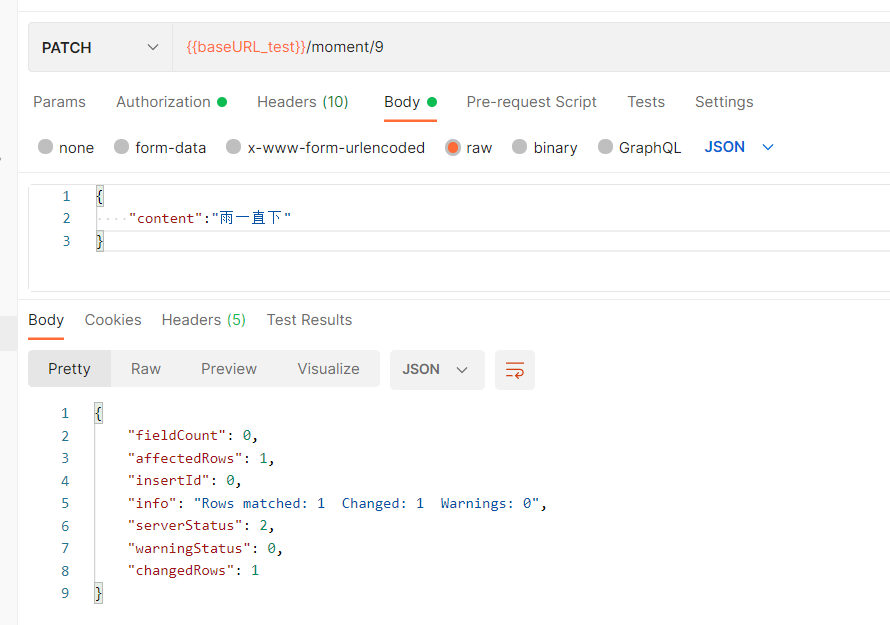 PATCH {{baseURL_test}}/moment/9
Params Authorization Headers (10) Body Pre-request Script Tests Settings
none form-data x-www-form-urlencoded raw binary GraphQL JSON
1 {
2 ····"content":"雨一直下"
3 }
Body Cookies Headers (5) Test Results
Pretty Raw Preview Visualize JSON
1 {
2 "fieldCount": 0,
3 "affectedRows": 1,
4 "insertId": 0,
5 "info": "Rows matched: 1  Changed: 1  Warnings: 0",
6 "serverStatus": 2,
7 "warningStatus": 0,
8 "changedRows": 1
9 }